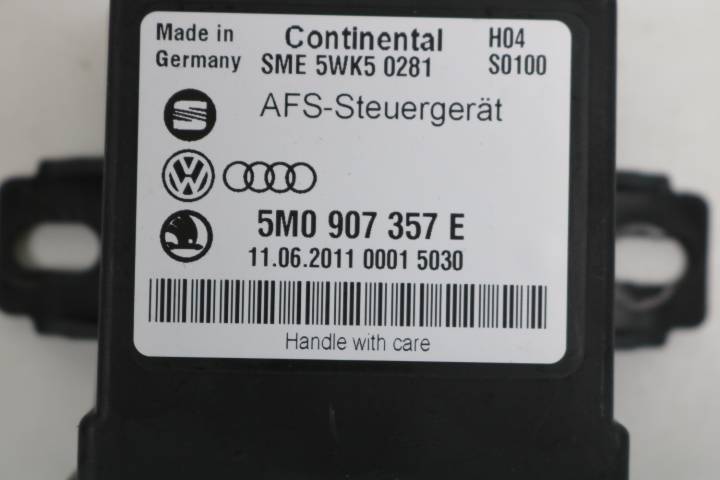 Made in Germany
Continental
SME 5WK5 0281
H04
S0100
AFS-Steuergerät
5M0 907 357 E
11.06.2011 0001 5030
Handle with care